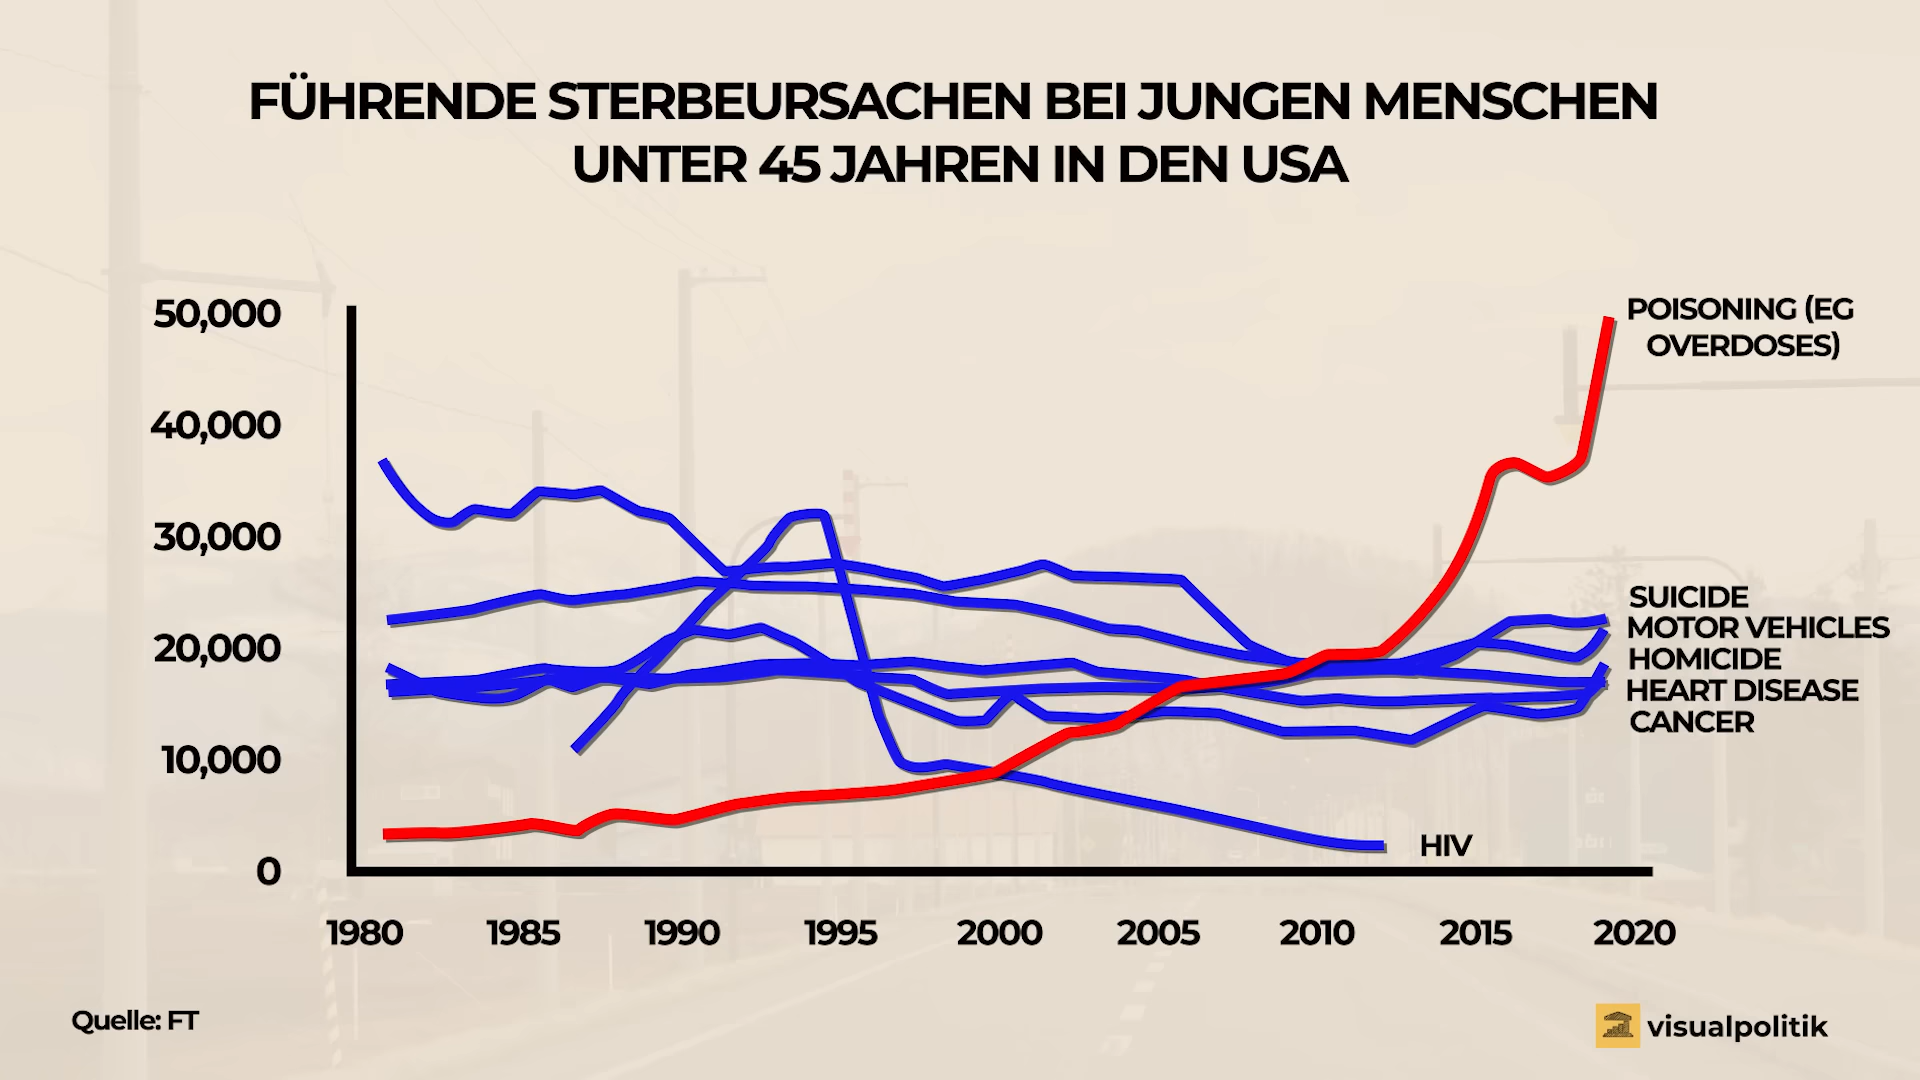 FÜHRENDE STERBEURSACHEN BEI JUNGEN MENSCHEN
UNTER 45 JAHREN IN DEN USA
50,000
40,000
30,000
20,000
10,000
0
POISONING (EG
OVERDOSES)
SUICIDE
MOTOR VEHICLES
HOMICIDE
HEART DISEASE
CANCER
HIV
1980 1985 1990 1995 2000 2005 2010 2015 2020
Quelle: FT
visualpolitik